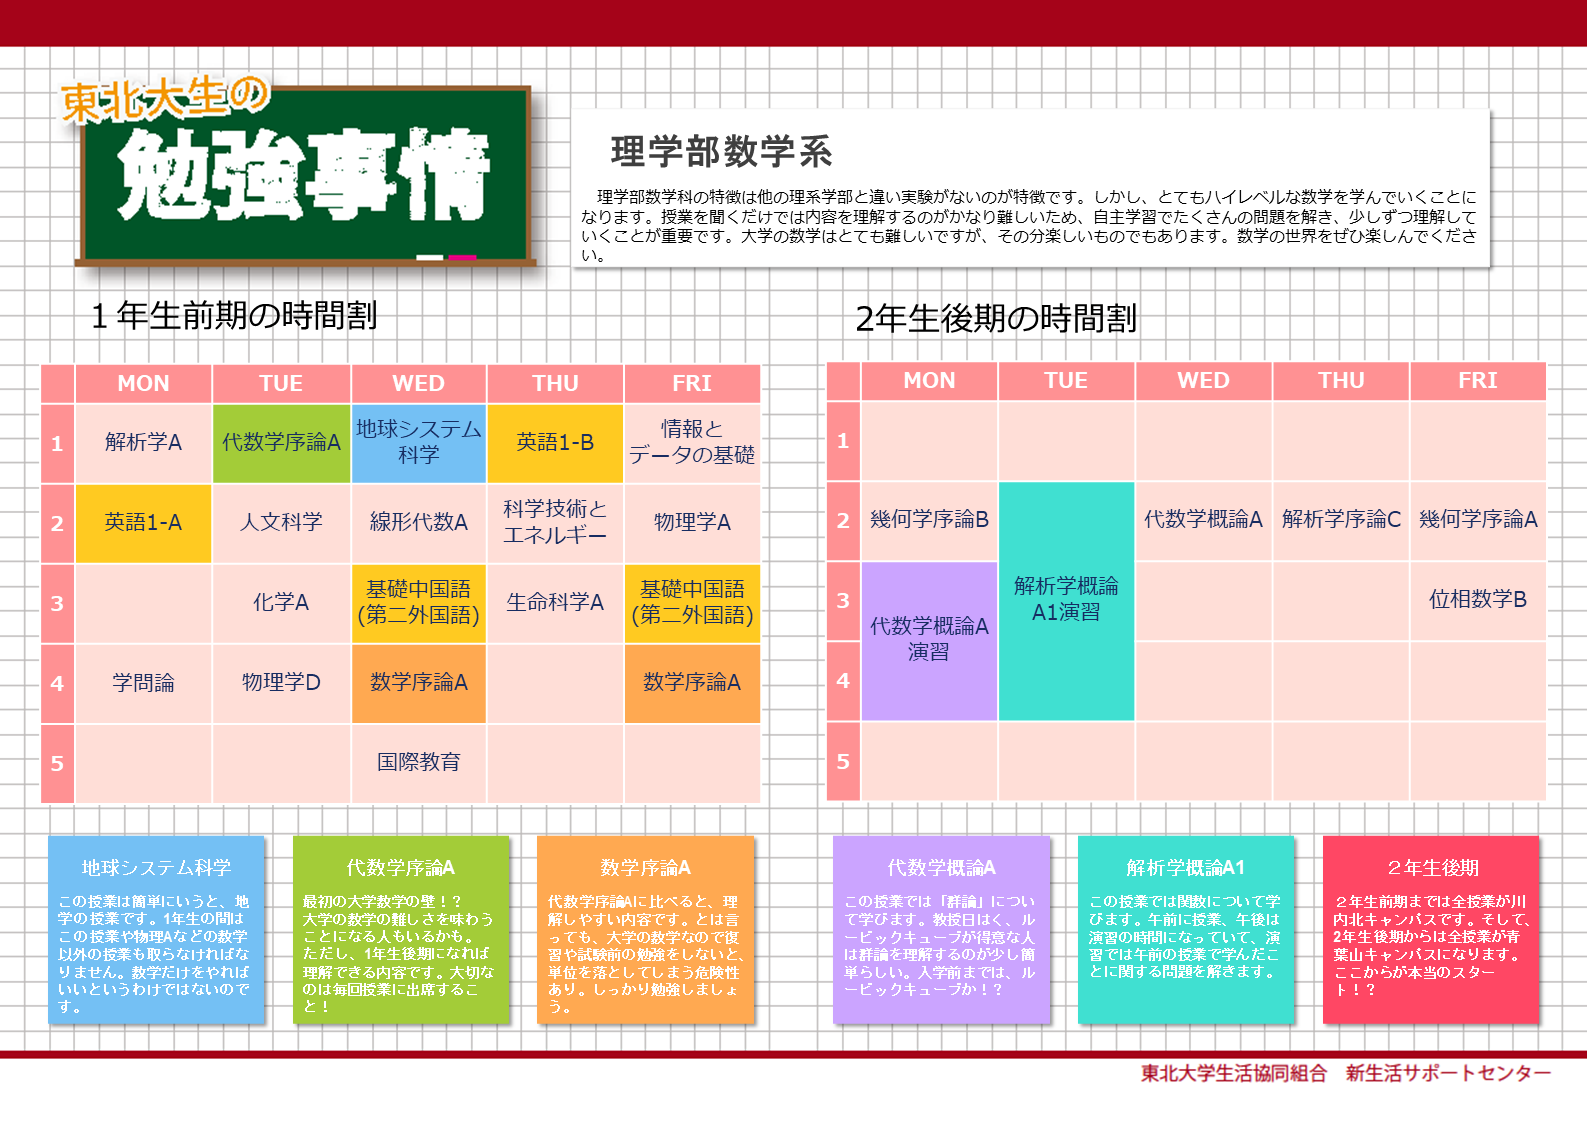 東北大生の
勉強事情
理学部数学系
理学部数学科の特徴は他の理系学部と違い実験がないのが特徴です。しかし、とてもハイレベルな数学を学んでいくことに
なります。授業を聞くだけでは内容を理解するのがかなり難しいため、自主学習でたくさんの問題を解き、少しずつ理解して
いくことが重要です。大学の数学はとても難しいですが、その分楽しいものでもあります。数学の世界をぜひ楽しんでくださ
い。
１年生前期の時間割
MON TUE WED THU FRI
1 解析学A 代数学序論A 地球システム科学 英語1-B 情報とデータの基礎
2 英語1-A 人文科学 線形代数A 科学技術とエネルギー 物理学A
3 化学A 基礎中国語(第二外国語) 生命科学A 基礎中国語(第二外国語)
4 学問論 物理学D 数学序論A 数学序論A
5 国際教育
2年生後期の時間割
MON TUE WED THU FRI
1
2 幾何学序論B 代数学概論A 解析学序論C 幾何学序論A
3 代数学概論A演習 解析学概論A1演習 位相数学B
4
5
地球システム科学
この授業は簡単にいうと、地
学の授業です。1年生の間は
この授業や物理Aなどの数学
以外の授業も取らなければな
りません。数学だけをやれば
いいというわけではないので
す。
代数学序論A
最初の大学数学の壁！？
大学の数学の難しさを味わう
ことになる人もいるかも。
ただし、1年生後期になれば
理解できる内容です。大切な
のは毎回授業に出席するこ
と！
数学序論A
代数学序論Aに比べると、理
解しやすい内容です。とは言
っても、大学の数学なので復
習や試験前の勉強をしないと、
単位を落としてしまう危険性
あり。しっかり勉強しましょ
う。
代数学概論A
この授業では「群論」につい
て学びます。教授曰はく、ル
ービックキューブが得意な人
は群論を理解するのが少し簡
単らしい。入学前までは、ル
ービックキューブか！？
解析学概論A1
この授業では関数について学
びます。午前に授業、午後は
演習の時間になっていて、演
習では午前の授業で学んだこ
とに関する問題を解きます。
２年生後期
２年生前期までは全授業が川
内北キャンパスです。そして、
2年生後期からは全授業が青
葉山キャンパスになります。
ここからが本当のスター
ト！？
東北大学生活協同組合　新生活サポートセンター